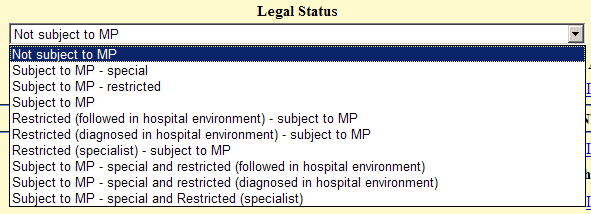 Legal Status
Not subject to MP
Not subject to MP
Subject to MP - special
Subject to MP - restricted
Subject to MP
Restricted (followed in hospital environment) - subject to MP
Restricted (diagnosed in hospital environment) - subject to MP
Restricted (specialist) - subject to MP
Subject to MP - special and restricted (followed in hospital environment)
Subject to MP - special and restricted (diagnosed in hospital environment)
Subject to MP - special and Restricted (specialist)